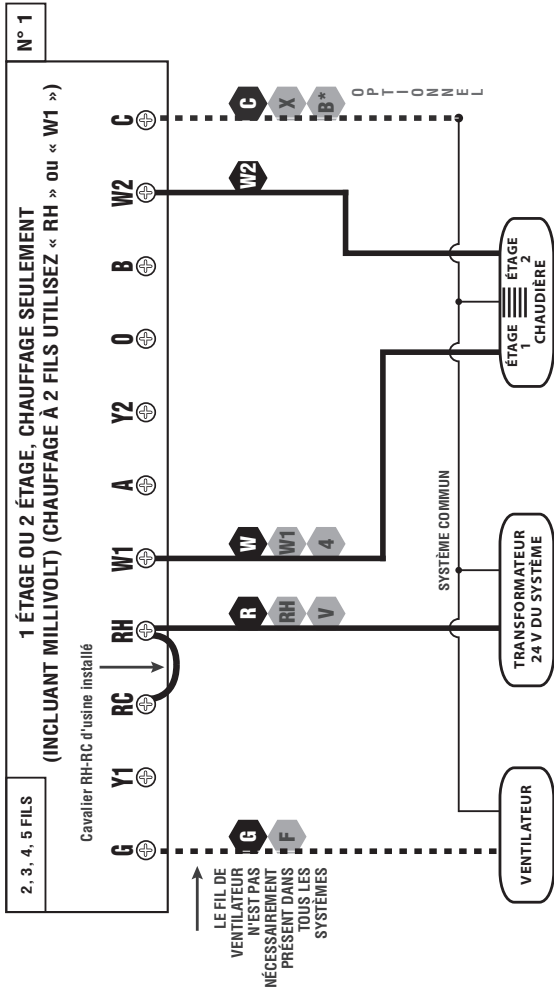 2, 3, 4, 5 FILS
1 ÉTAGE OU 2 ÉTAGE, CHAUFFAGE SEULEMENT
(INCLUANT MILLIVOLT) (CHAUFFAGE À 2 FILS UTILISEZ « RH » ou « W1 »)
N° 1
Cavalier RH-RC d'usine installé
G Y1 RC RH W1 A Y2 O B W2 C
G R W W2 C
F RH W1 X
V 4 B*
OPTIONNEL
LE FIL DE
VENTILATEUR
N'EST PAS
NÉCESSAIREMENT
PRÉSENT DANS
TOUS LES
SYSTÈMES
SYSTÈME COMMUN
VENTILATEUR
TRANSFORMATEUR
24 V DU SYSTÈME
ÉTAGE
1
ÉTAGE
2
CHAUDIÈRE